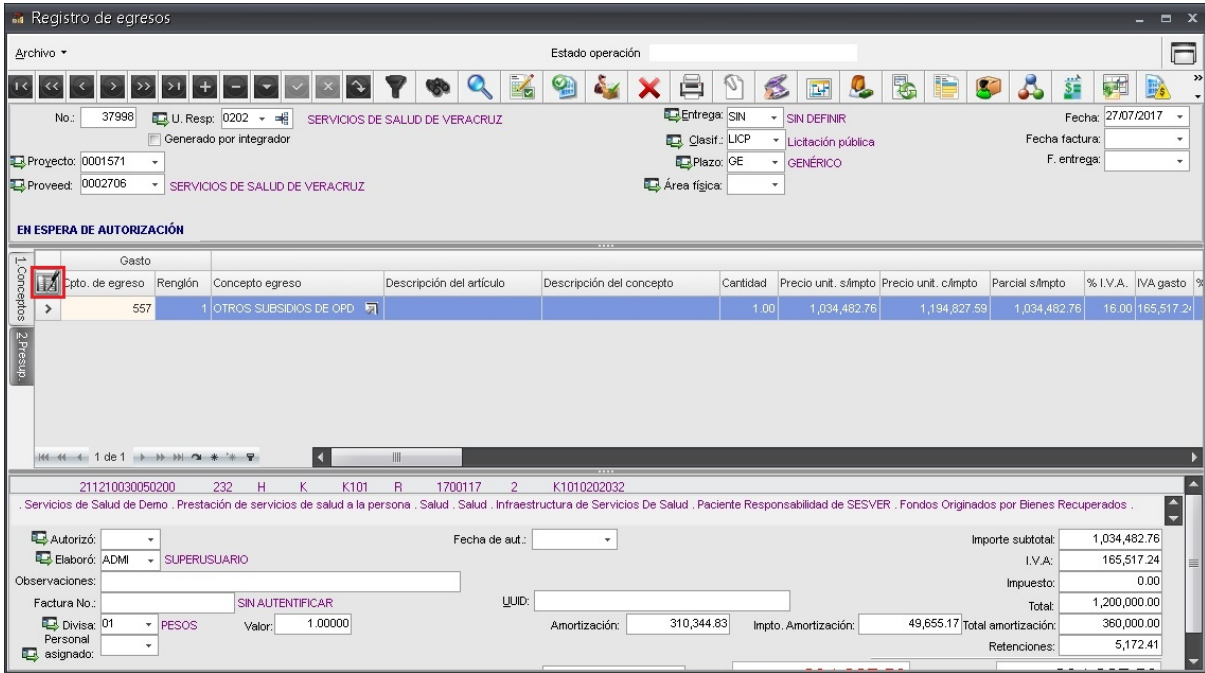 Registro de egresos
Archivo
Estado operación
No.: 37998 U. Resp: 0202 SERVICIOS DE SALUD DE VERACRUZ Entrega: SIN SIN DEFINIR Fecha: 27/07/2017
Generado por integrador Clasif.: LICP Licitación pública Fecha factura:
Proyecto: 0001571 Plazo: GE GENÉRICO F. entrega:
Proveed: 0002706 SERVICIOS DE SALUD DE VERACRUZ Área física:
EN ESPERA DE AUTORIZACIÓN
1.Conceptos
2.Presup.
Gasto
Cpto. de egreso Renglón Concepto egreso Descripción del artículo Descripción del concepto Cantidad Precio unit. s/impto Precio unit. c/impto Parcial s/impto % I.V.A. IVA gasto %
557 1 OTROS SUBSIDIOS DE OPD 1.00 1,034,482.76 1,194,827.59 1,034,482.76 16.00 165,517.2
1 de 1
211210030050200 232 H K K101 R 1700117 2 K1010202032
. Servicios de Salud de Demo . Prestación de servicios de salud a la persona . Salud . Salud . Infraestructura de Servicios De Salud . Paciente Responsabilidad de SESVER . Fondos Originados por Bienes Recuperados .
Autorizó: Fecha de aut.: Importe subtotal: 1,034,482.76
Elaboró: ADMI SUPERUSUARIO I.V.A: 165,517.24
Observaciones: Impuesto: 0.00
Factura No.: SIN AUTENTIFICAR UUID: Total: 1,200,000.00
Divisa: 01 PESOS Valor: 1.00000 Amortización: 310,344.83 Impto. Amortización: 49,655.17 Total amortización: 360,000.00
Personal asignado: Retenciones: 5,172.41